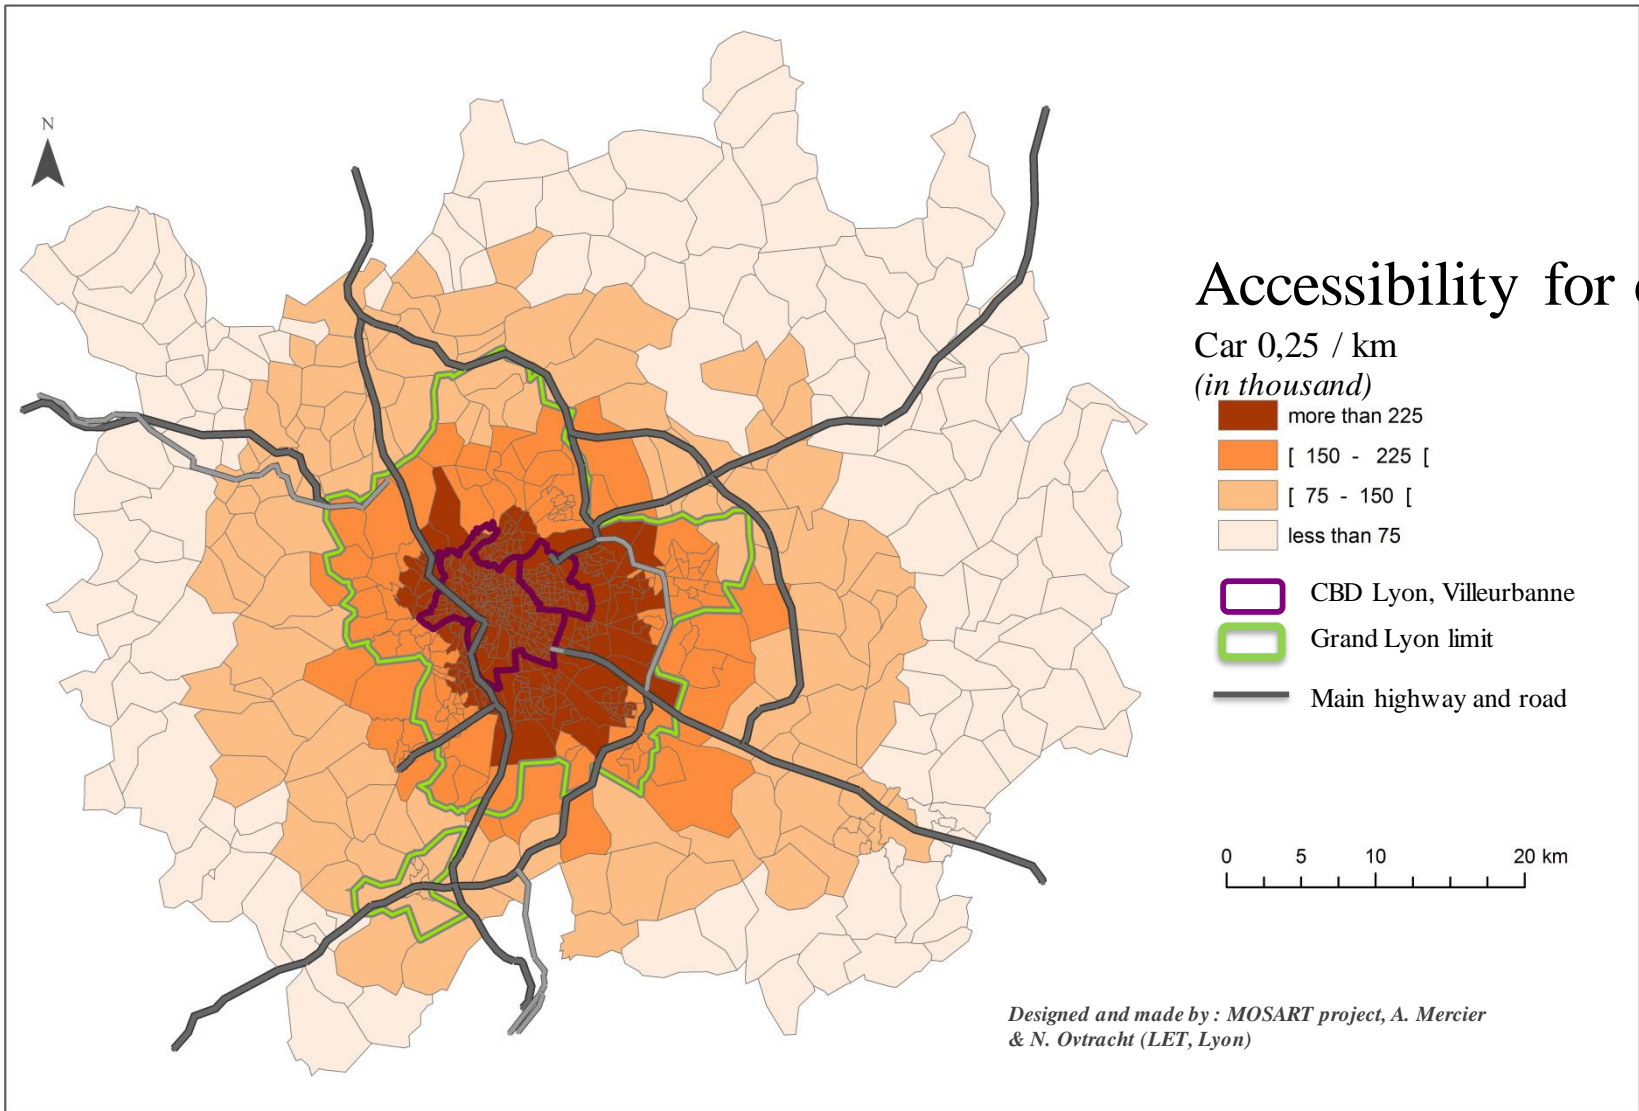 N
Accessibility for
Car 0,25 / km
(in thousand)
more than 225
[ 150 - 225 [
[ 75 - 150 [
less than 75
CBD Lyon, Villeurbanne
Grand Lyon limit
Main highway and road
0 5 10 20 km
Designed and made by : MOSART project, A. Mercier
& N. Ovtracht (LET, Lyon)